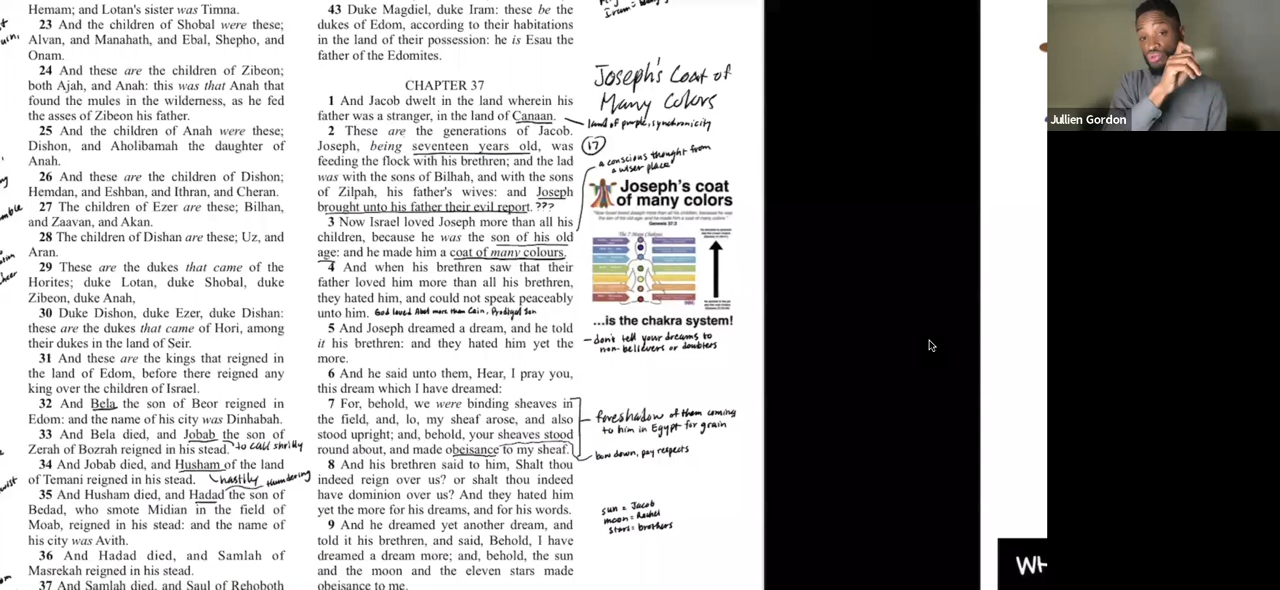 Hemam; and Lotan's sister was Timna.
23 And the children of Shobal were these;
Alvan, and Manahath, and Ebal, Shepho, and
Onam.
24 And these are the children of Zibeon;
both Ajah, and Anah: this was that Anah that
found the mules in the wilderness, as he fed
the asses of Zibeon his father.
25 And the children of Anah were these;
Dishon, and Aholibamah the daughter of
Anah.
26 And these are the children of Dishon;
Hemdan, and Eshban, and Ithran, and Cheran.
27 The children of Ezer are these; Bilhan,
and Zaavan, and Akan.
28 The children of Dishan are these; Uz, and
Aran.
29 These are the dukes that came of the
Horites; duke Lotan, duke Shobal, duke
Zibeon, duke Anah,
30 Duke Dishon, duke Ezer, duke Dishan:
these are the dukes that came of Hori, among
their dukes in the land of Seir.
31 And these are the kings that reigned in
the land of Edom, before there reigned any
king over the children of Israel.
32 And Bela the son of Beor reigned in
Edom: and the name of his city was Dinhabah.
33 And Bela died, and Jobab the son of
Zerah of Bozrah reigned in his stead. to call shrilly
34 And Jobab died, and Husham of the land
of Temani reigned in his stead. hastily thundering
35 And Husham died, and Hadad the son of
Bedad, who smote Midian in the field of
Moab, reigned in his stead: and the name of
his city was Avith.
36 And Hadad died, and Samlah of
Masrekah reigned in his stead.
37 And Samlah died, and Saul of Rehoboth
43 Duke Magdiel, duke Iram: these be the
dukes of Edom, according to their habitations
in the land of their possession: he is Esau the
father of the Edomites.
CHAPTER 37
1 And Jacob dwelt in the land wherein his
father was a stranger, in the land of Canaan.
2 These are the generations of Jacob.
Joseph, being seventeen years old, was
feeding the flock with his brethren; and the lad
was with the sons of Bilhah, and with the sons
of Zilpah, his father's wives: and Joseph
brought unto his father their evil report. ???
3 Now Israel loved Joseph more than all his
children, because he was the son of his old
age: and he made him a coat of many colours.
4 And when his brethren saw that their
father loved him more than all his brethren,
they hated him, and could not speak peaceably
unto him. God loved Abel more than Cain, Prodigal Son
5 And Joseph dreamed a dream, and he told
it his brethren: and they hated him yet the
more.
6 And he said unto them, Hear, I pray you,
this dream which I have dreamed:
7 For, behold, we were binding sheaves in
the field, and, lo, my sheaf arose, and also
stood upright; and, behold, your sheaves stood
round about, and made obeisance to my sheaf.
8 And his brethren said to him, Shalt thou
indeed reign over us? or shalt thou indeed
have dominion over us? And they hated him
yet the more for his dreams, and for his words.
9 And he dreamed yet another dream, and
told it his brethren, and said, Behold, I have
dreamed a dream more; and, behold, the sun
and the moon and the eleven stars made
obeisance to me.
Joseph's Coat of
Many Colors
land of purple, synchronicity
17
a conscious thought from
a wiser place
Joseph's coat
of many colors
Genesis 37:3
The 7 Main Chakras
...is the chakra system!
- don't tell your dreams to
non-believers or doubters
foreshadow of them coming
to him in Egypt for grain
bow down, pay respects
sun = Jacob
moon = Rachel
stars = brothers
Jullien Gordon